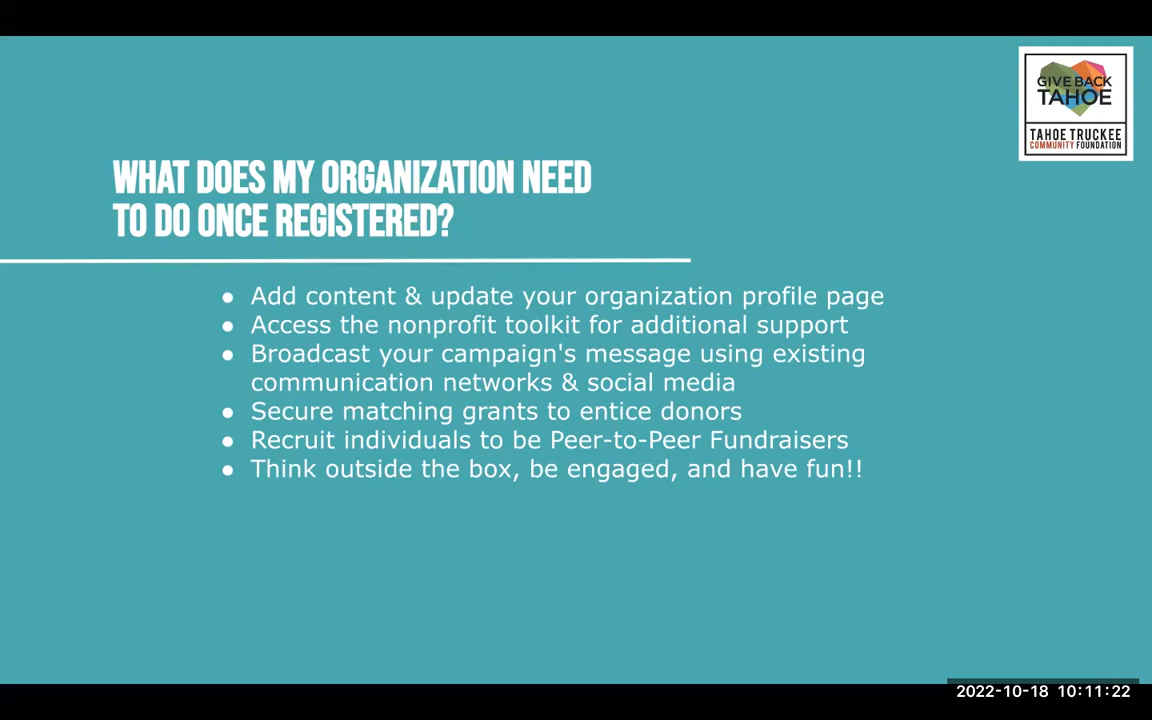 GIVE BACK
TAHOE
TAHOE TRUCKEE
COMMUNITY FOUNDATION
WHAT DOES MY ORGANIZATION NEED
TO DO ONCE REGISTERED?
● Add content & update your organization profile page
● Access the nonprofit toolkit for additional support
● Broadcast your campaign's message using existing
communication networks & social media
● Secure matching grants to entice donors
● Recruit individuals to be Peer-to-Peer Fundraisers
● Think outside the box, be engaged, and have fun!!
2022-10-18 10:11:22